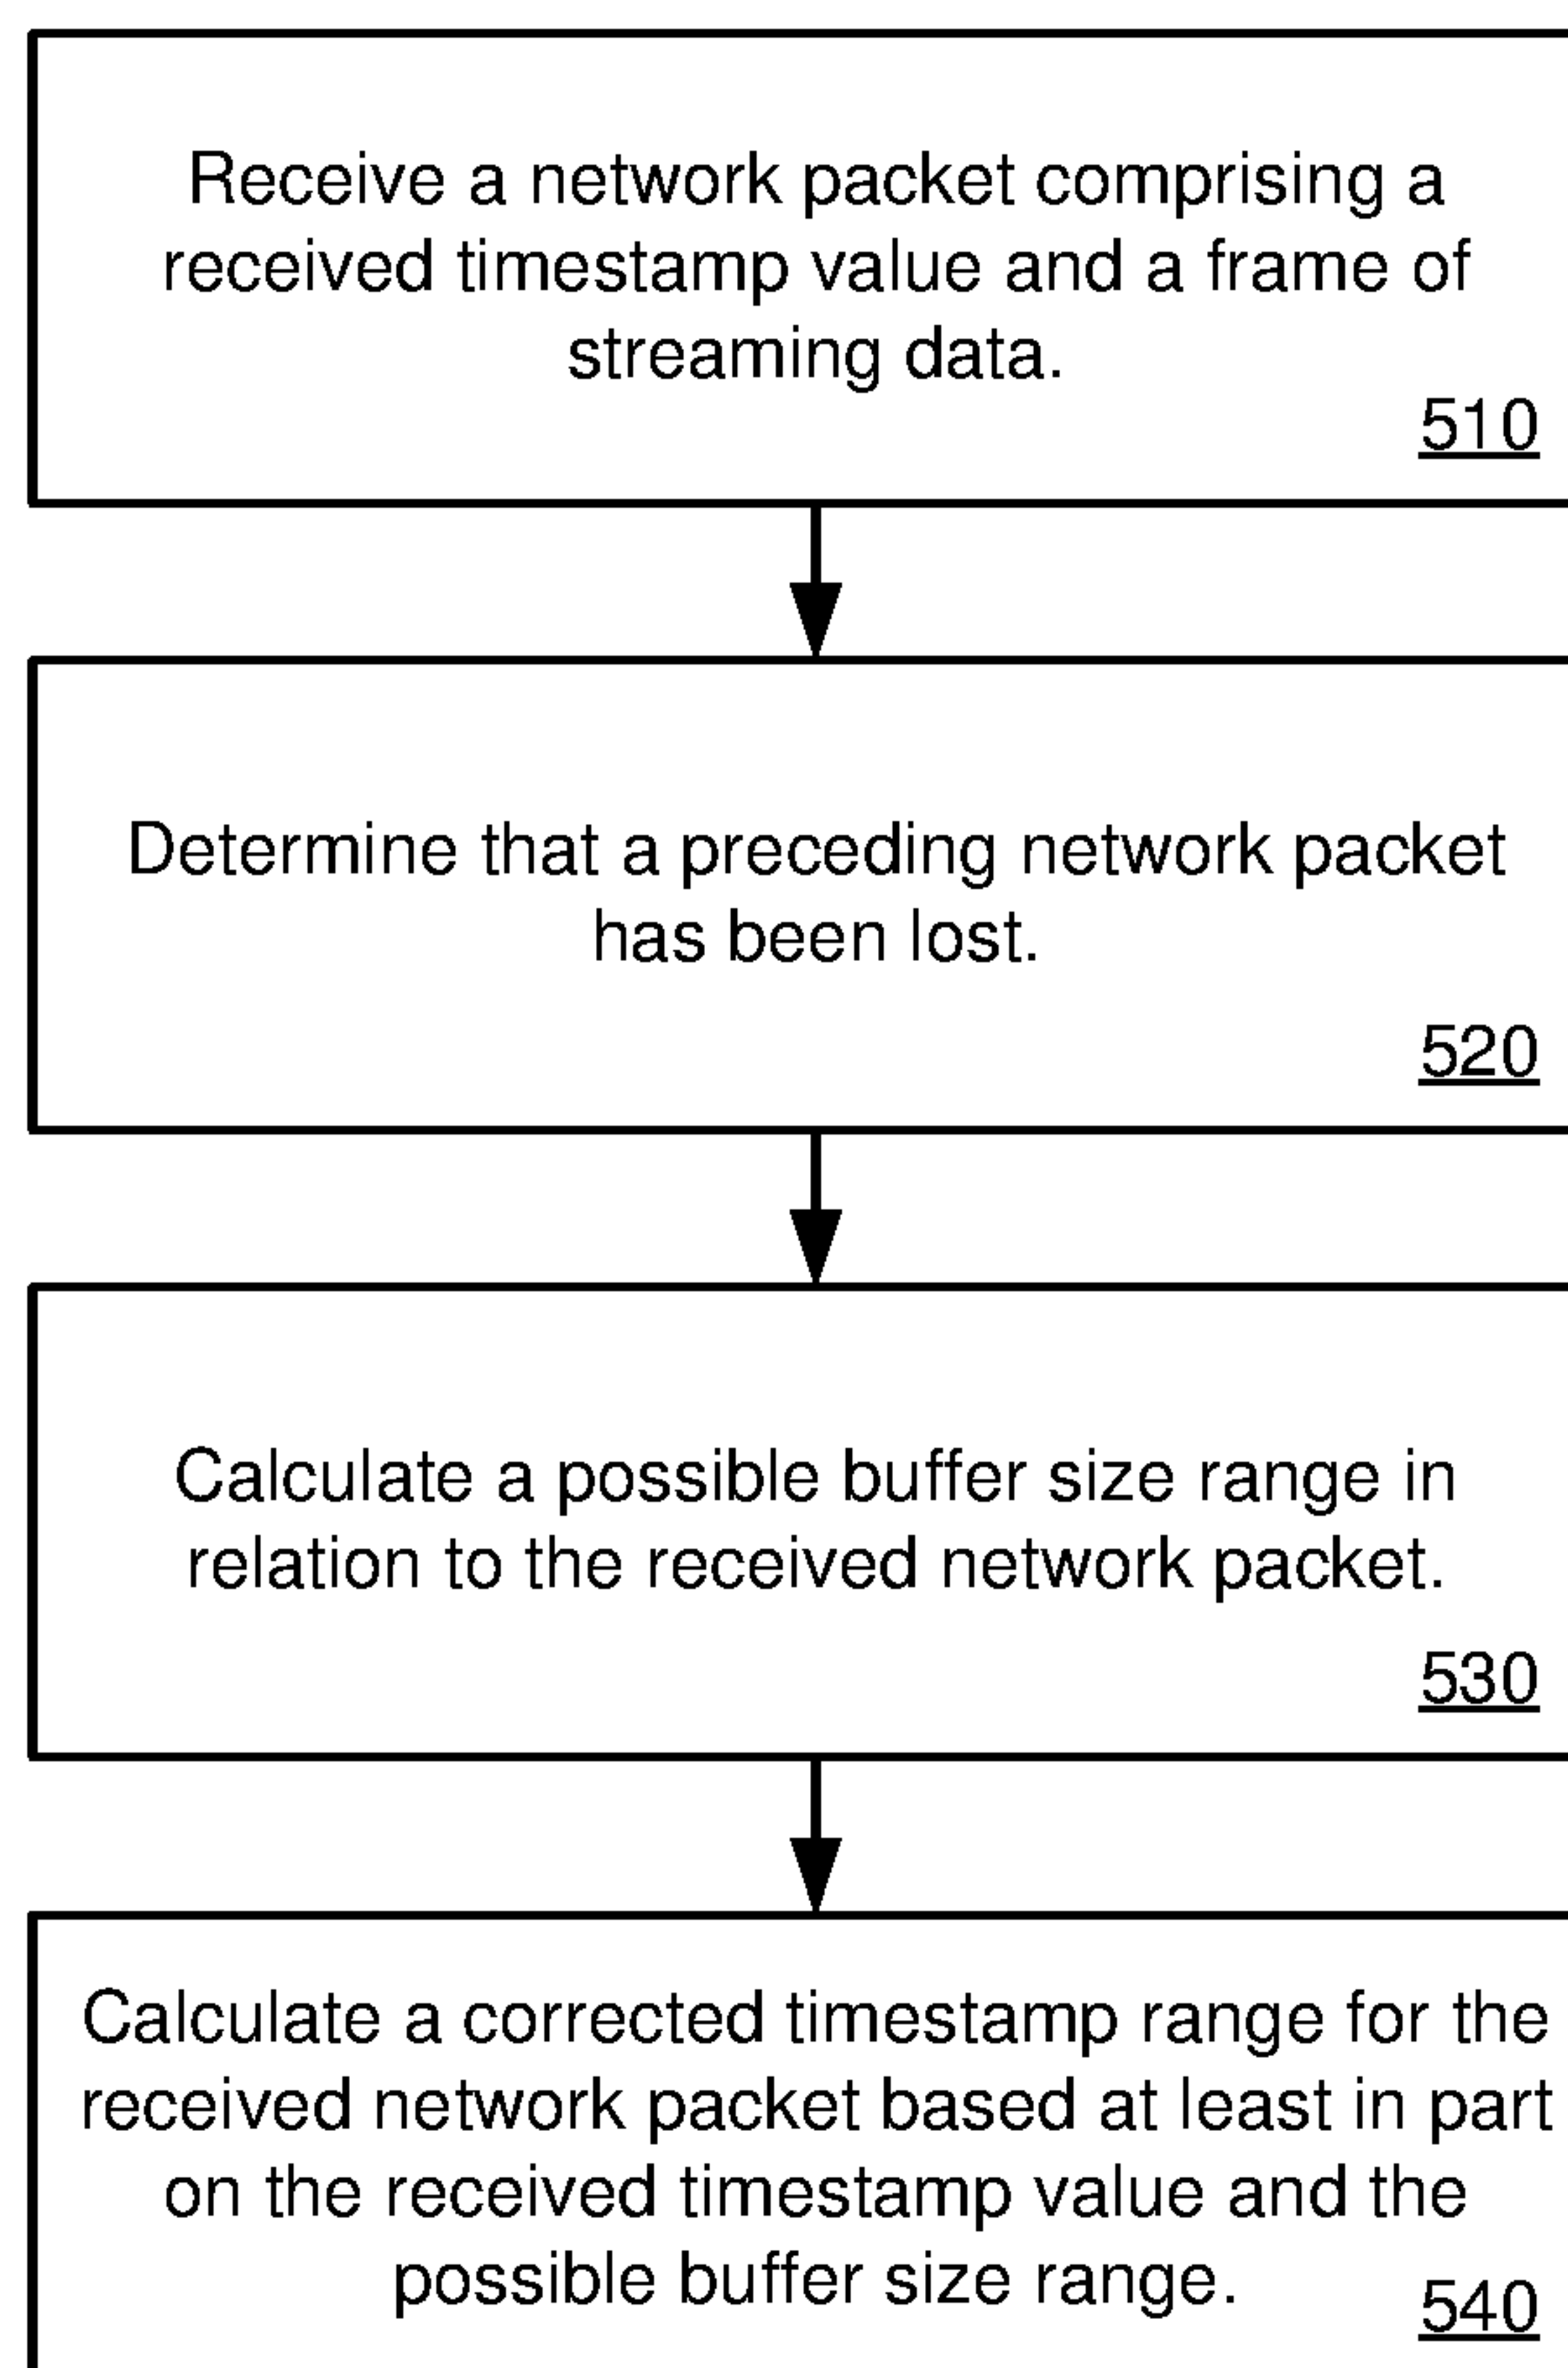 Receive a network packet comprising a
received timestamp value and a frame of
streaming data.
510
Determine that a preceding network packet
has been lost.
520
Calculate a possible buffer size range in
relation to the received network packet.
530
Calculate a corrected timestamp range for the
received network packet based at least in part
on the received timestamp value and the
possible buffer size range.
540